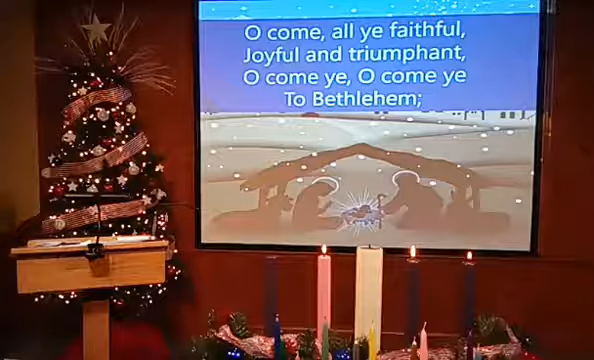 O come, all ye faithful,
Joyful and triumphant,
O come ye, O come ye
To Bethlehem;